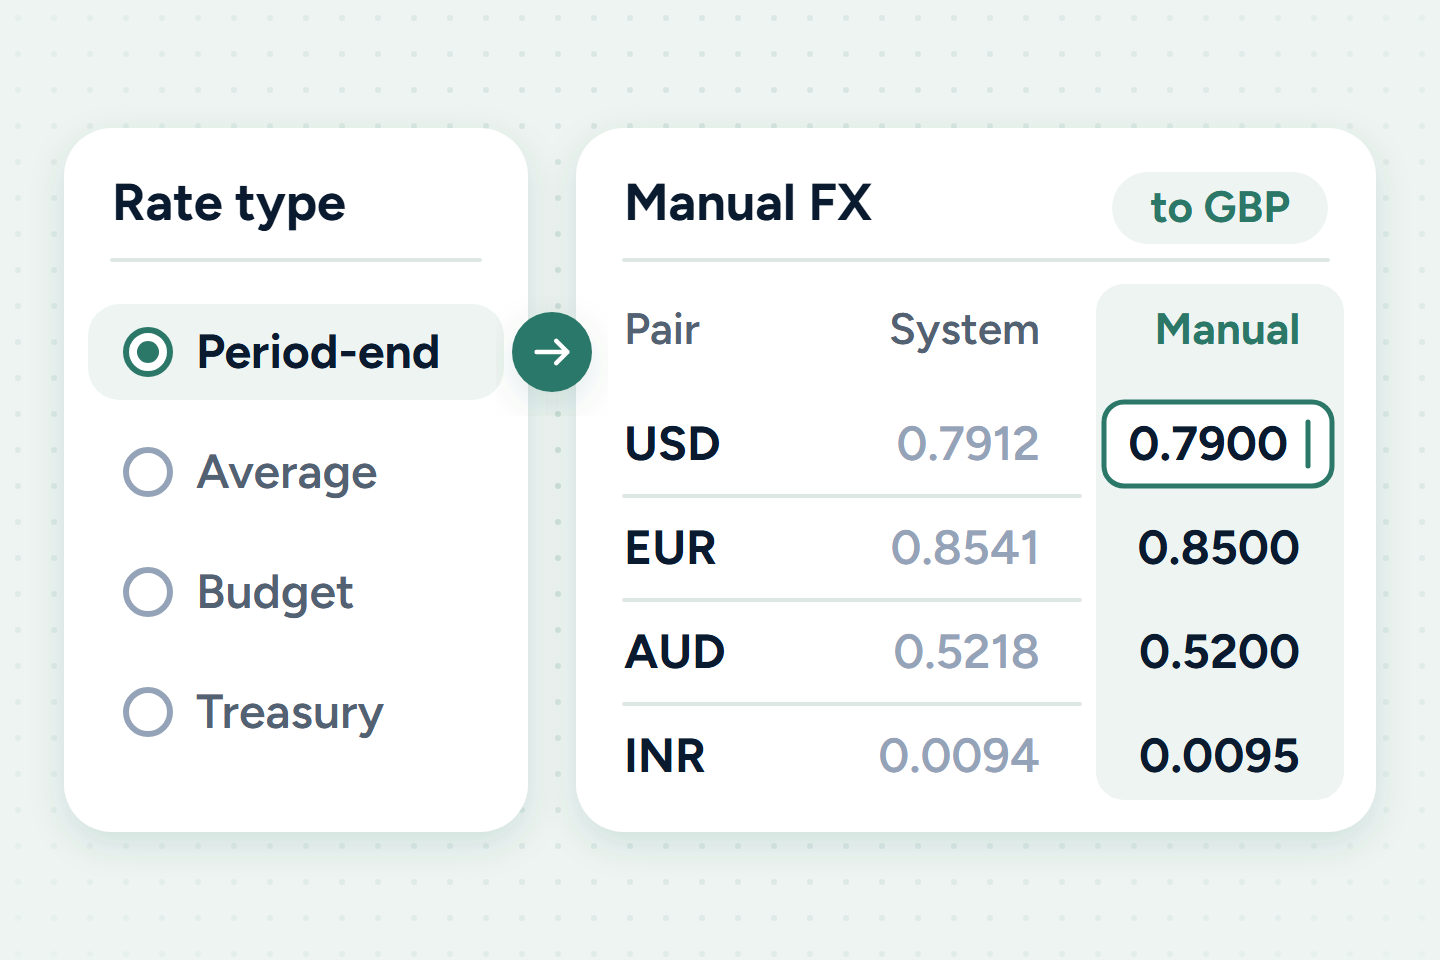 Rate type
Period-end
Average
Budget
Treasury
Manual FX
to GBP
Pair System Manual
USD 0.7912 0.7900
EUR 0.8541 0.8500
AUD 0.5218 0.5200
INR 0.0094 0.0095